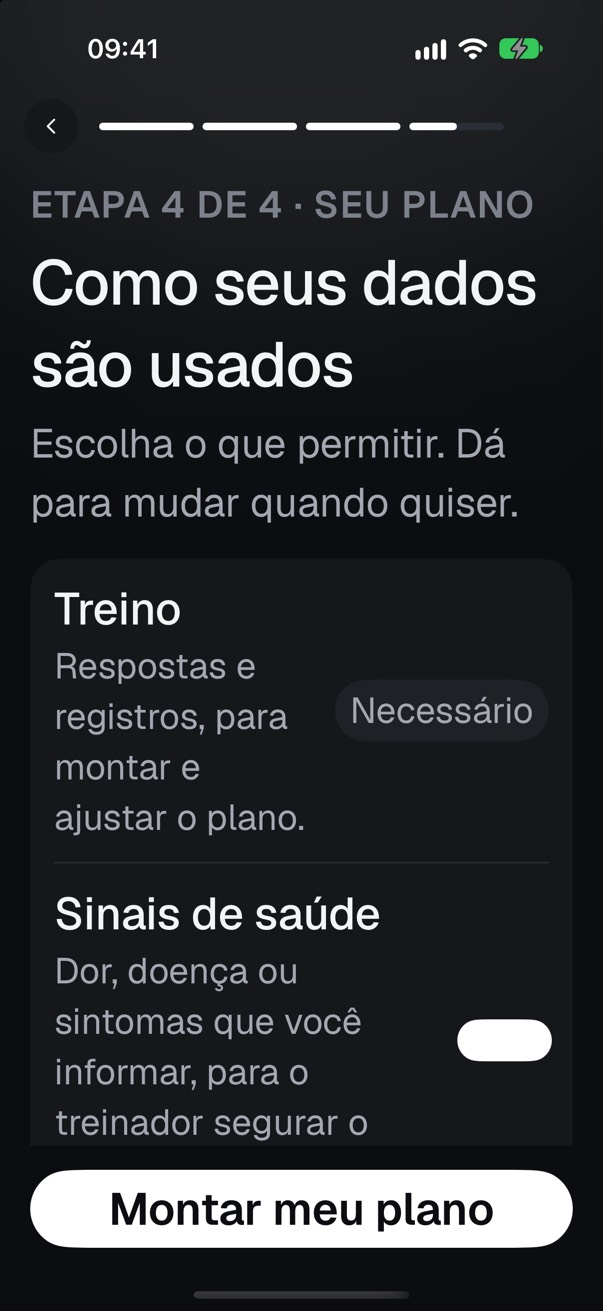 09:41
ETAPA 4 DE 4 · SEU PLANO
Como seus dados
são usados
Escolha o que permitir. Dá
para mudar quando quiser.
Treino
Respostas e
registros, para
montar e
ajustar o plano.
Necessário
Sinais de saúde
Dor, doença ou
sintomas que você
informar, para o
treinador segurar o
Montar meu plano